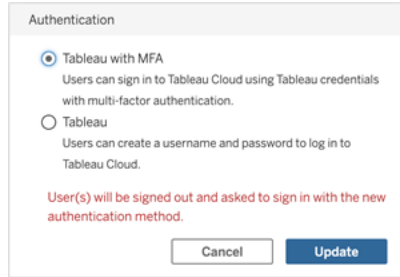 Authentication
Tableau with MFA
Users can sign in to Tableau Cloud using Tableau credentials
with multi-factor authentication.
Tableau
Users can create a username and password to log in to
Tableau Cloud.
User(s) will be signed out and asked to sign in with the new
authentication method.
Cancel Update